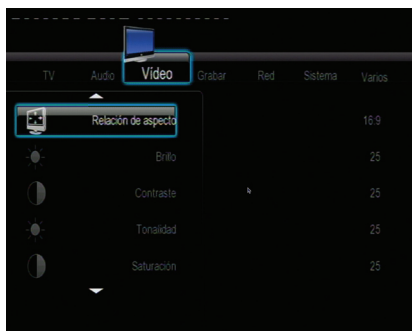 TV Audio Vídeo Grabar Red Sistema Varios
Relación de aspecto 16:9
Brillo 25
Contraste 25
Tonalidad 25
Saturación 25